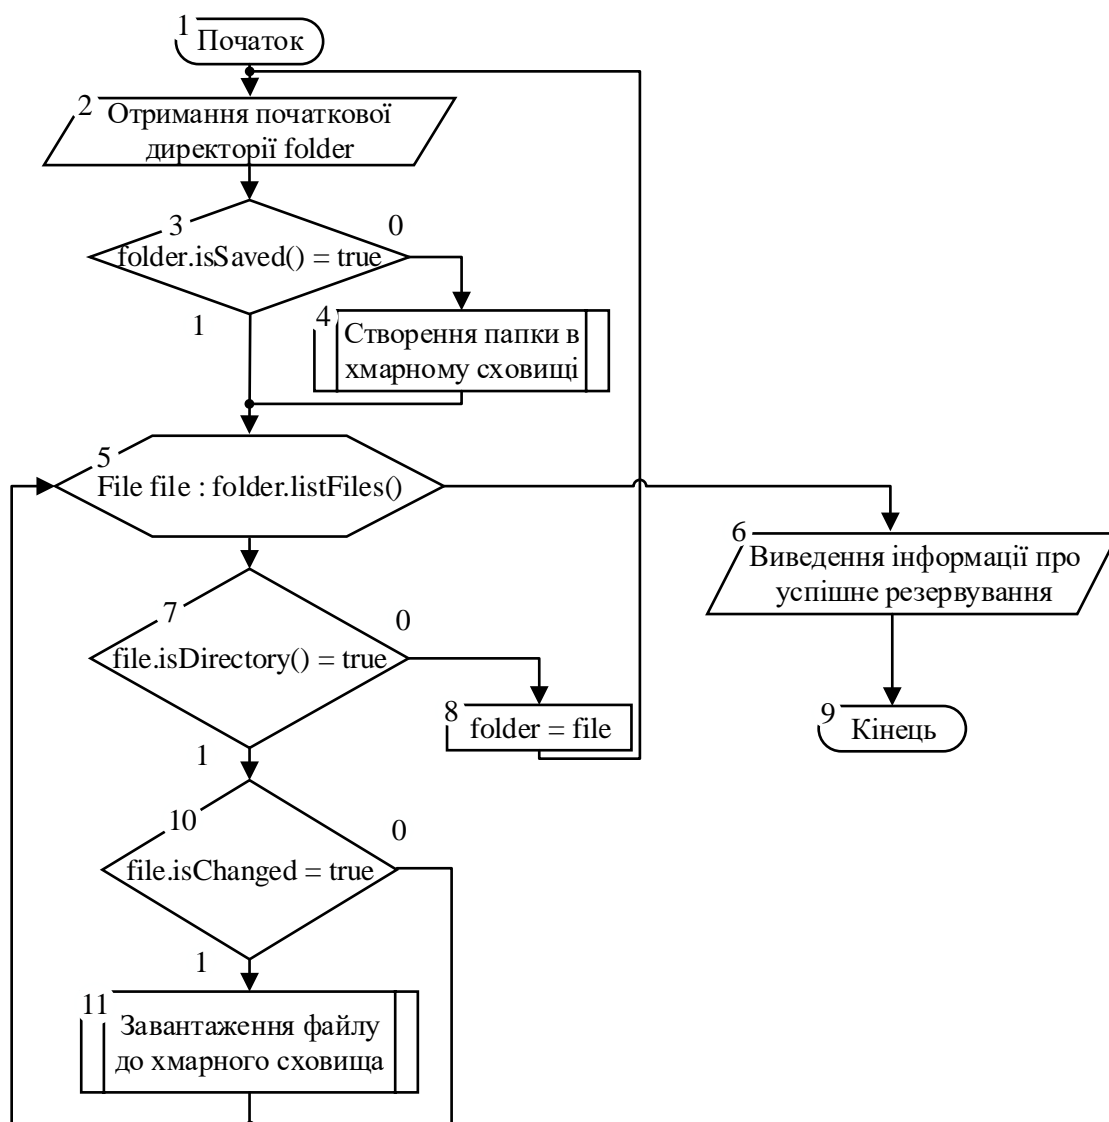 1
Початок
2
Отримання початкової
директорії folder
3
0
folder.isSaved() = true
1
4
Створення папки в
хмарному сховищі
5
File file : folder.listFiles()
6
Виведення інформації про
успішне резервування
7
0
file.isDirectory() = true
8
folder = file
9
Кінець
1
10
0
file.isChanged = true
1
11
Завантаження файлу
до хмарного сховища